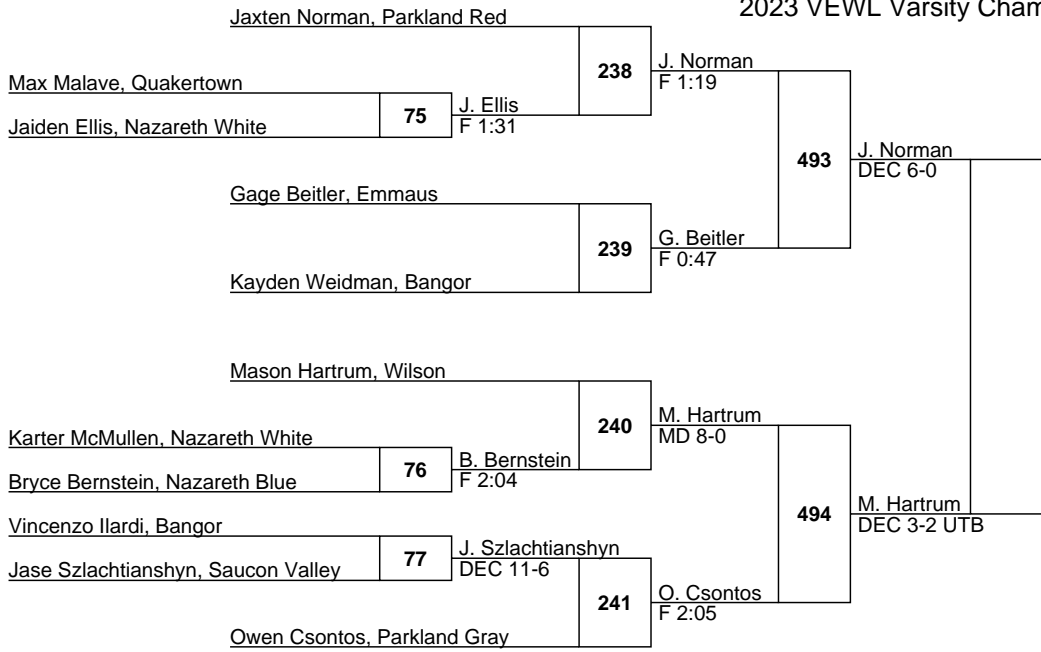 2023 VEWL Varsity Cham
Jaxten Norman, Parkland Red
238
J. Norman
F 1:19
Max Malave, Quakertown
75
J. Ellis
F 1:31
Jaiden Ellis, Nazareth White
493
J. Norman
DEC 6-0
Gage Beitler, Emmaus
239
G. Beitler
F 0:47
Kayden Weidman, Bangor
Mason Hartrum, Wilson
240
M. Hartrum
MD 8-0
Karter McMullen, Nazareth White
76
B. Bernstein
F 2:04
Bryce Bernstein, Nazareth Blue
494
M. Hartrum
DEC 3-2 UTB
Vincenzo Ilardi, Bangor
77
J. Szlachtianshyn
DEC 11-6
Jase Szlachtianshyn, Saucon Valley
241
O. Csontos
F 2:05
Owen Csontos, Parkland Gray